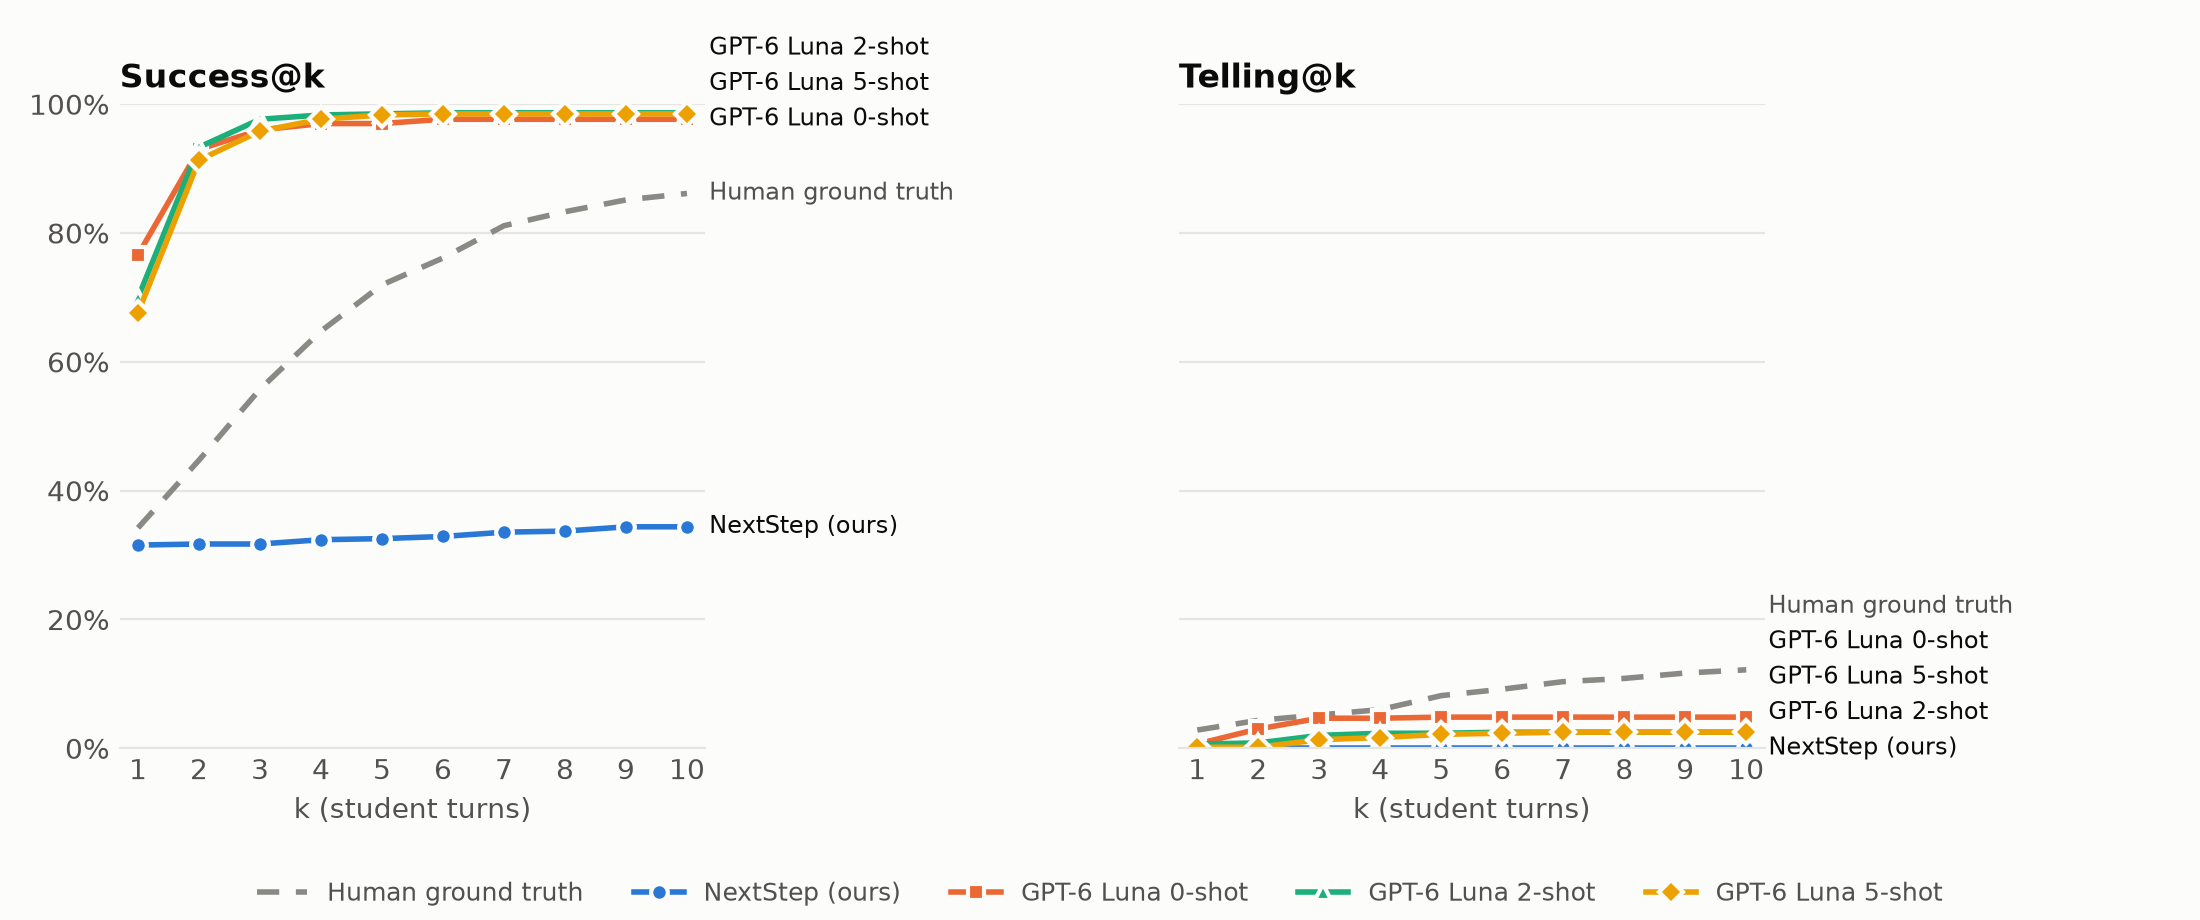 GPT-6 Luna 2-shot
Success@k
GPT-6 Luna 5-shot
100%
GPT-6 Luna 0-shot
Human ground truth
80%
60%
40%
NextStep (ours)
20%
0%
1 2 3 4 5 6 7 8 9 10
k (student turns)
Telling@k
Human ground truth
GPT-6 Luna 0-shot
GPT-6 Luna 5-shot
GPT-6 Luna 2-shot
NextStep (ours)
1 2 3 4 5 6 7 8 9 10
k (student turns)
Human ground truth NextStep (ours) GPT-6 Luna 0-shot GPT-6 Luna 2-shot GPT-6 Luna 5-shot